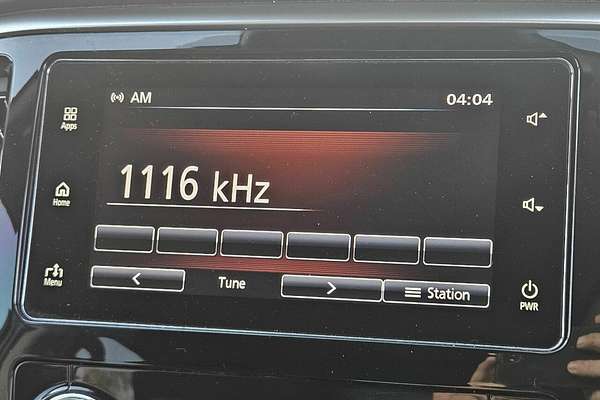 AM 04:04
Apps
1116 kHz
Home
Menu
Tune
Station
PWR